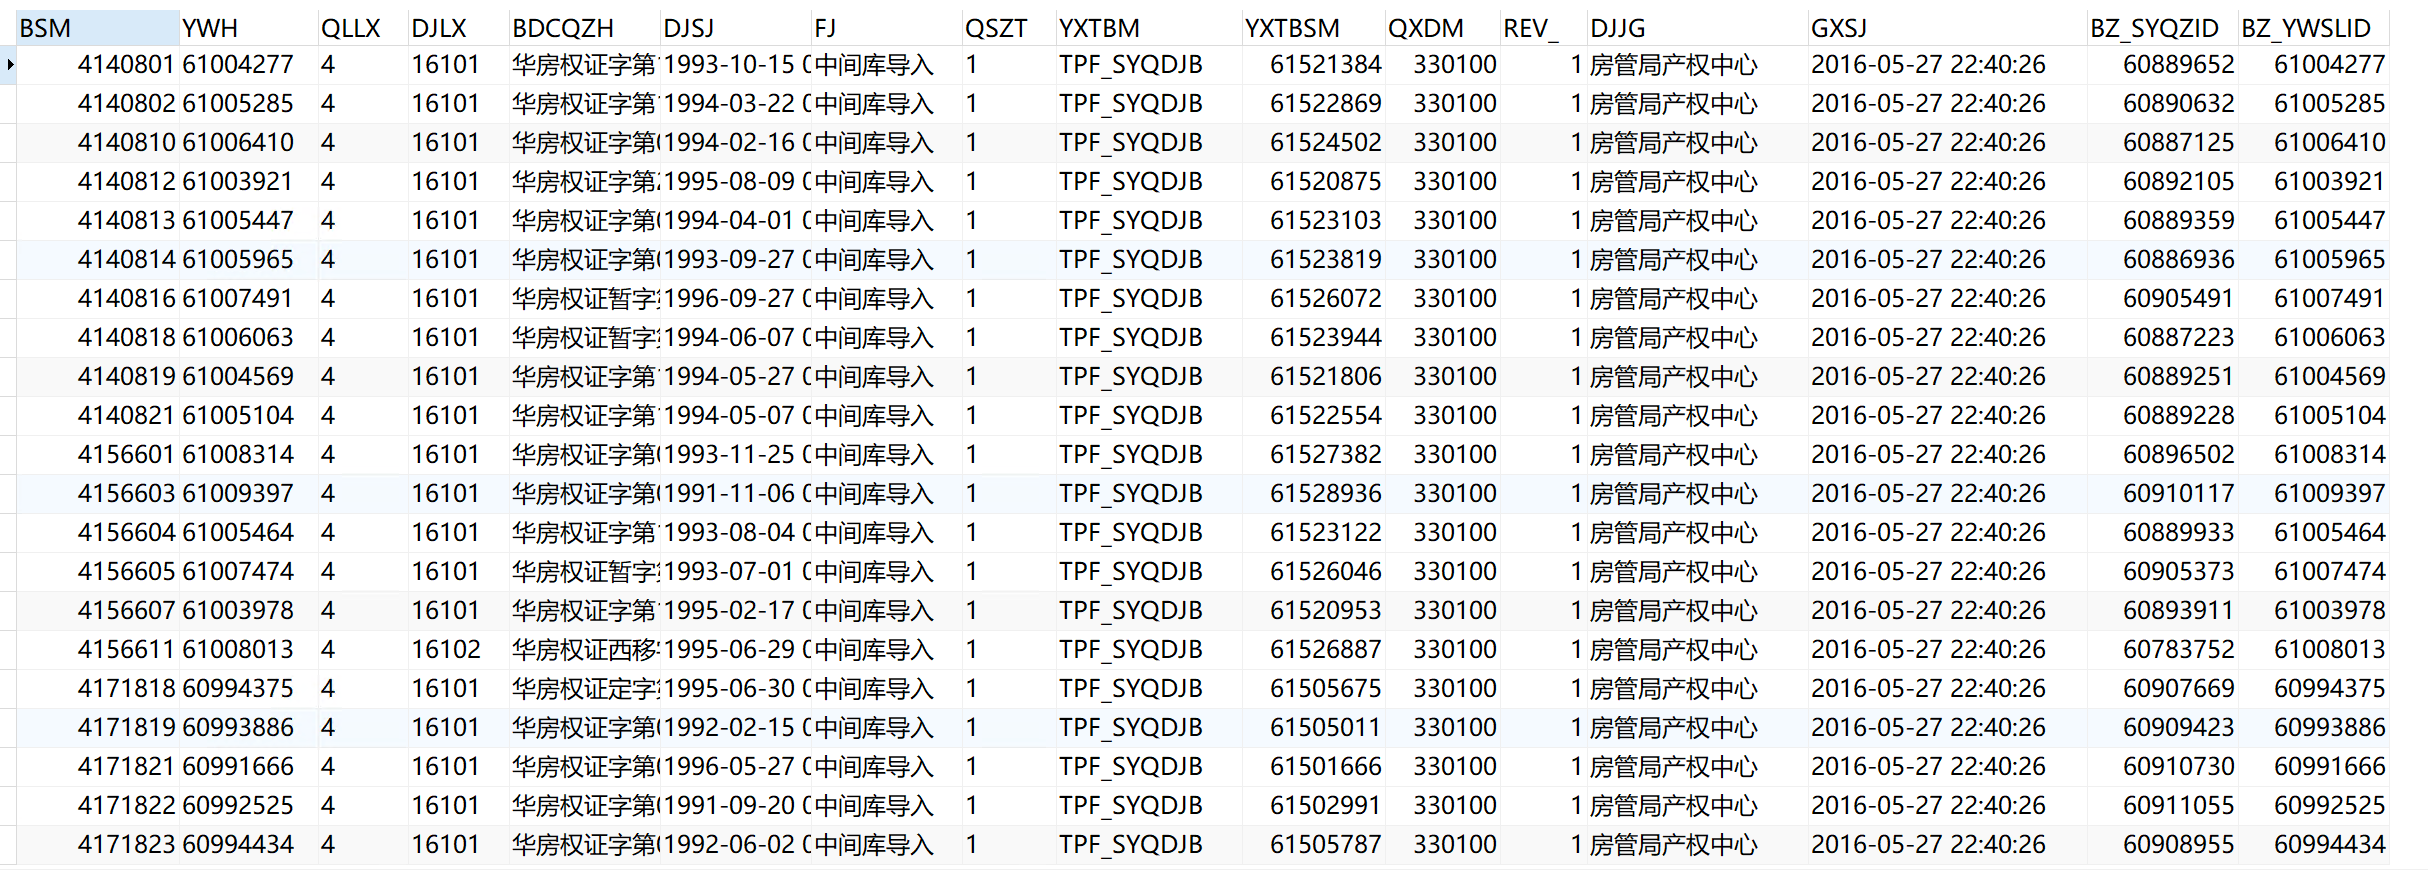 BSM YWH QLLX DJLX BDCQZH DJSJ FJ QSZT YXTBM YXTBSM QXDM REV_ DJJG GXSJ BZ_SYQZID BZ_YWSLID
4140801 61004277 4 16101 华房权证字第 1993-10-15 中间库导入 1 TPF_SYQDJB 61521384 330100 1 房管局产权中心 2016-05-27 22:40:26 60889652 61004277
4140802 61005285 4 16101 华房权证字第 1994-03-22 中间库导入 1 TPF_SYQDJB 61522869 330100 1 房管局产权中心 2016-05-27 22:40:26 60890632 61005285
4140810 61006410 4 16101 华房权证字第 1994-02-16 中间库导入 1 TPF_SYQDJB 61524502 330100 1 房管局产权中心 2016-05-27 22:40:26 60887125 61006410
4140812 61003921 4 16101 华房权证字第 1995-08-09 中间库导入 1 TPF_SYQDJB 61520875 330100 1 房管局产权中心 2016-05-27 22:40:26 60892105 61003921
4140813 61005447 4 16101 华房权证字第 1994-04-01 中间库导入 1 TPF_SYQDJB 61523103 330100 1 房管局产权中心 2016-05-27 22:40:26 60889359 61005447
4140814 61005965 4 16101 华房权证字第 1993-09-27 中间库导入 1 TPF_SYQDJB 61523819 330100 1 房管局产权中心 2016-05-27 22:40:26 60886936 61005965
4140816 61007491 4 16101 华房权证暂字 1996-09-27 中间库导入 1 TPF_SYQDJB 61526072 330100 1 房管局产权中心 2016-05-27 22:40:26 60905491 61007491
4140818 61006063 4 16101 华房权证暂字 1994-06-07 中间库导入 1 TPF_SYQDJB 61523944 330100 1 房管局产权中心 2016-05-27 22:40:26 60887223 61006063
4140819 61004569 4 16101 华房权证字第 1994-05-27 中间库导入 1 TPF_SYQDJB 61521806 330100 1 房管局产权中心 2016-05-27 22:40:26 60889251 61004569
4140821 61005104 4 16101 华房权证字第 1994-05-07 中间库导入 1 TPF_SYQDJB 61522554 330100 1 房管局产权中心 2016-05-27 22:40:26 60889228 61005104
4156601 61008314 4 16101 华房权证字第 1993-11-25 中间库导入 1 TPF_SYQDJB 61527382 330100 1 房管局产权中心 2016-05-27 22:40:26 60896502 61008314
4156603 61009397 4 16101 华房权证字第 1991-11-06 中间库导入 1 TPF_SYQDJB 61528936 330100 1 房管局产权中心 2016-05-27 22:40:26 60910117 61009397
4156604 61005464 4 16101 华房权证字第 1993-08-04 中间库导入 1 TPF_SYQDJB 61523122 330100 1 房管局产权中心 2016-05-27 22:40:26 60889933 61005464
4156605 61007474 4 16101 华房权证暂字 1993-07-01 中间库导入 1 TPF_SYQDJB 61526046 330100 1 房管局产权中心 2016-05-27 22:40:26 60905373 61007474
4156607 61003978 4 16101 华房权证字第 1995-02-17 中间库导入 1 TPF_SYQDJB 61520953 330100 1 房管局产权中心 2016-05-27 22:40:26 60893911 61003978
4156611 61008013 4 16102 华房权证西移 1995-06-29 中间库导入 1 TPF_SYQDJB 61526887 330100 1 房管局产权中心 2016-05-27 22:40:26 60783752 61008013
4171818 60994375 4 16101 华房权证定字 1995-06-30 中间库导入 1 TPF_SYQDJB 61505675 330100 1 房管局产权中心 2016-05-27 22:40:26 60907669 60994375
4171819 60993886 4 16101 华房权证字第 1992-02-15 中间库导入 1 TPF_SYQDJB 61505011 330100 1 房管局产权中心 2016-05-27 22:40:26 60909423 60993886
4171821 60991666 4 16101 华房权证字第 1996-05-27 中间库导入 1 TPF_SYQDJB 61501666 330100 1 房管局产权中心 2016-05-27 22:40:26 60910730 60991666
4171822 60992525 4 16101 华房权证字第 1991-09-20 中间库导入 1 TPF_SYQDJB 61502991 330100 1 房管局产权中心 2016-05-27 22:40:26 60911055 60992525
4171823 60994434 4 16101 华房权证字第 1992-06-02 中间库导入 1 TPF_SYQDJB 61505787 330100 1 房管局产权中心 2016-05-27 22:40:26 60908955 60994434